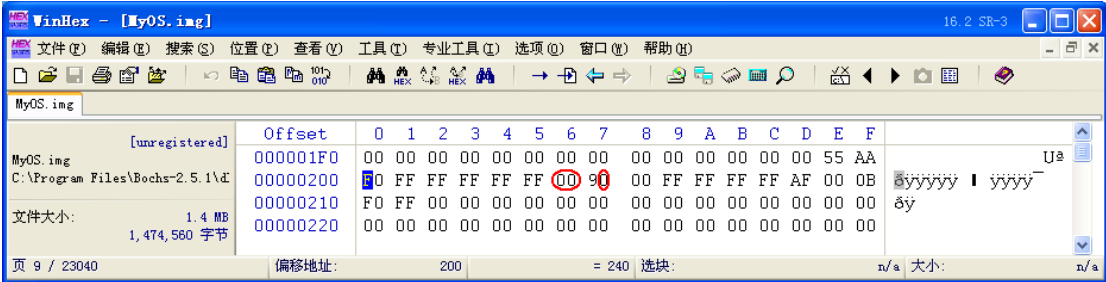 WinHex - [MyOS.img] 16.2 SR-3
文件(F) 编辑(E) 搜索(S) 位置(P) 查看(V) 工具(T) 专业工具(I) 选项(O) 窗口(W) 帮助(H)
MyOS.img
[unregistered]
MyOS.img
C:\Program Files\Bochs-2.5.1\d
文件大小: 1.4 MB
1,474,560 字节
Offset 0 1 2 3 4 5 6 7 8 9 A B C D E F
000001F0 00 00 00 00 00 00 00 00 00 00 00 00 00 00 55 AA Uª
00000200 F0 FF FF FF FF FF 00 90 00 FF FF FF FF AF 00 0B ðÿÿÿÿÿ ÿÿÿÿ¯
00000210 F0 FF 00 00 00 00 00 00 00 00 00 00 00 00 00 00 ðÿ
00000220 00 00 00 00 00 00 00 00 00 00 00 00 00 00 00 00
页 9 / 23040 偏移地址: 200 = 240 选块: n/a 大小: n/a